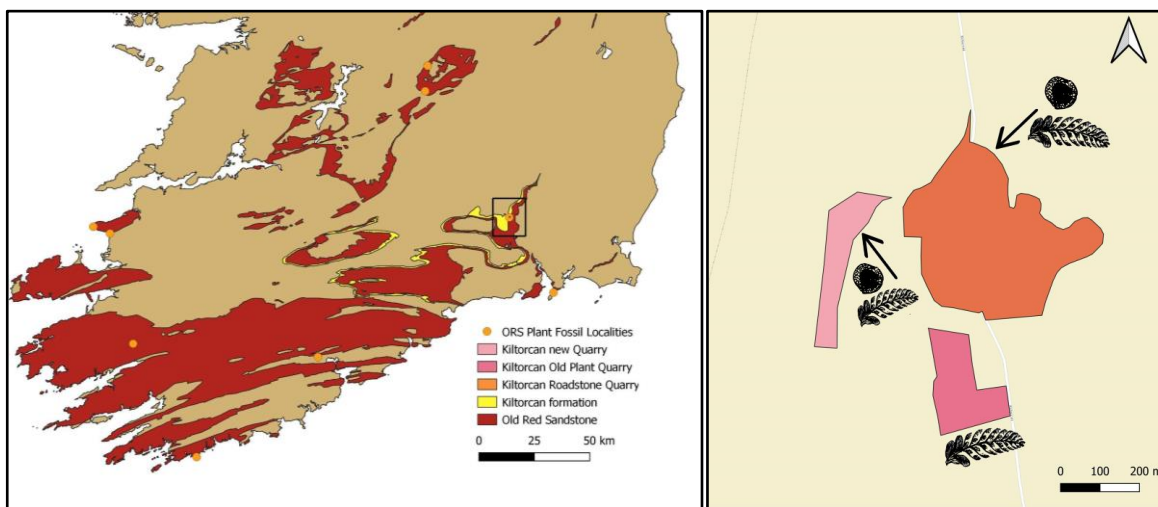 ORS Plant Fossil Localities
Kiltorcan new Quarry
Kiltorcan Old Plant Quarry
Kiltorcan Roadstone Quarry
Kiltorcan formation
Old Red Sandstone
0 25 50 km
0 100 200 m